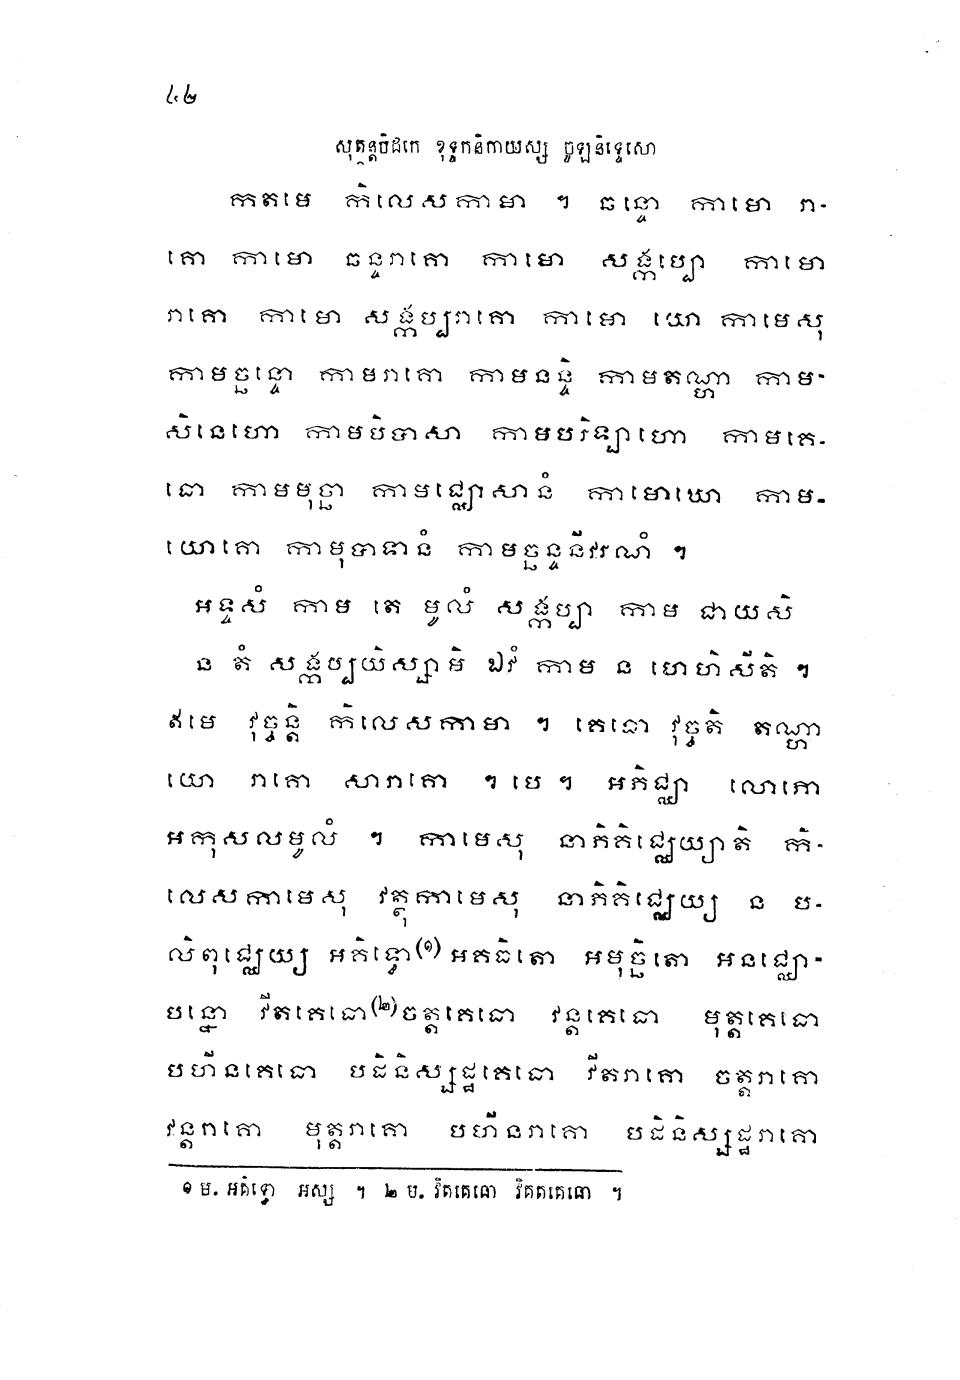 ៤២
សុត្តន្តបិដកេ ខុទ្ទកនិកាយស្ស ចូឡនិទ្ទេសោ
កតមេ កិលេសកាមា ។ ឆន្ទោ កាមោ រា-
គោ កាមោ ឆន្ទរាគោ កាមោ សង្កប្បោ កាមោ
រាគោ កាមោ សង្កប្បរាគោ កាមោ យោ កាមេសុ
កាមច្ឆន្ទោ កាមរាគោ កាមនន្ទិ កាមតណ្ហា កាម-
សិនេហោ កាមបិបាសា កាមបរិឡ្បាហោ កាមគេ-
ធោ កាមមុច្ឆា កាមជ្ឈោសានំ កាមោឃោ កាម-
យោគោ កាមុបាទានំ កាមច្ឆន្ទនីវរណំ ។
អទ្ទសំ កាម តេ មូលំ សង្កប្បា កាម ជាយសិ
ន តំ សង្កប្បយិស្សាមិ ឯវំ កាម ន ហេហិសីតិ ។
ឥមេ វុច្ចន្តិ កិលេសកាមា ។ គេធោ វុច្ចតិ តណ្ហា
យោ រាគោ សារាគោ ។ បេ ។ អភិជ្ឈា លោភោ
អកុសលមូលំ ។ កាមេសុ នាភិគិជ្ឈេយ្យាតិ កិ-
លេសកាមេសុ វត្ថុកាមេសុ នាភិគិជ្ឈេយ្យ ន ប-
លិពុជ្ឈេយ្យ អគិទ្ធោ(១) អគធិតោ អមុច្ឆិតោ អនជ្ឈោ-
បន្នោ វីតគេធោ(២) ចត្តគេធោ វន្តគេធោ មុត្តគេធោ
បហីនគេធោ បដិនិស្សដ្ឋគេធោ វីតរាគោ ចត្តរាគោ
វន្តរាគោ មុត្តរាគោ បហីនរាគោ បដិនិស្សដ្ឋរាគោ
១ ម. អគិទ្ធោ អស្ស ។ ២ ប. វិតគេធោ វិគតគេធោ ។